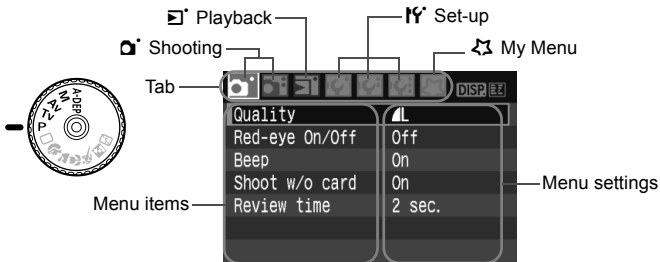 Playback
Set-up
Shooting
My Menu
Tab
DISP.
A-DEP
M
Av
Tv
P
Quality L
Red-eye On/Off Off
Beep On
Shoot w/o card On
Menu settings
Menu items
Review time 2 sec.